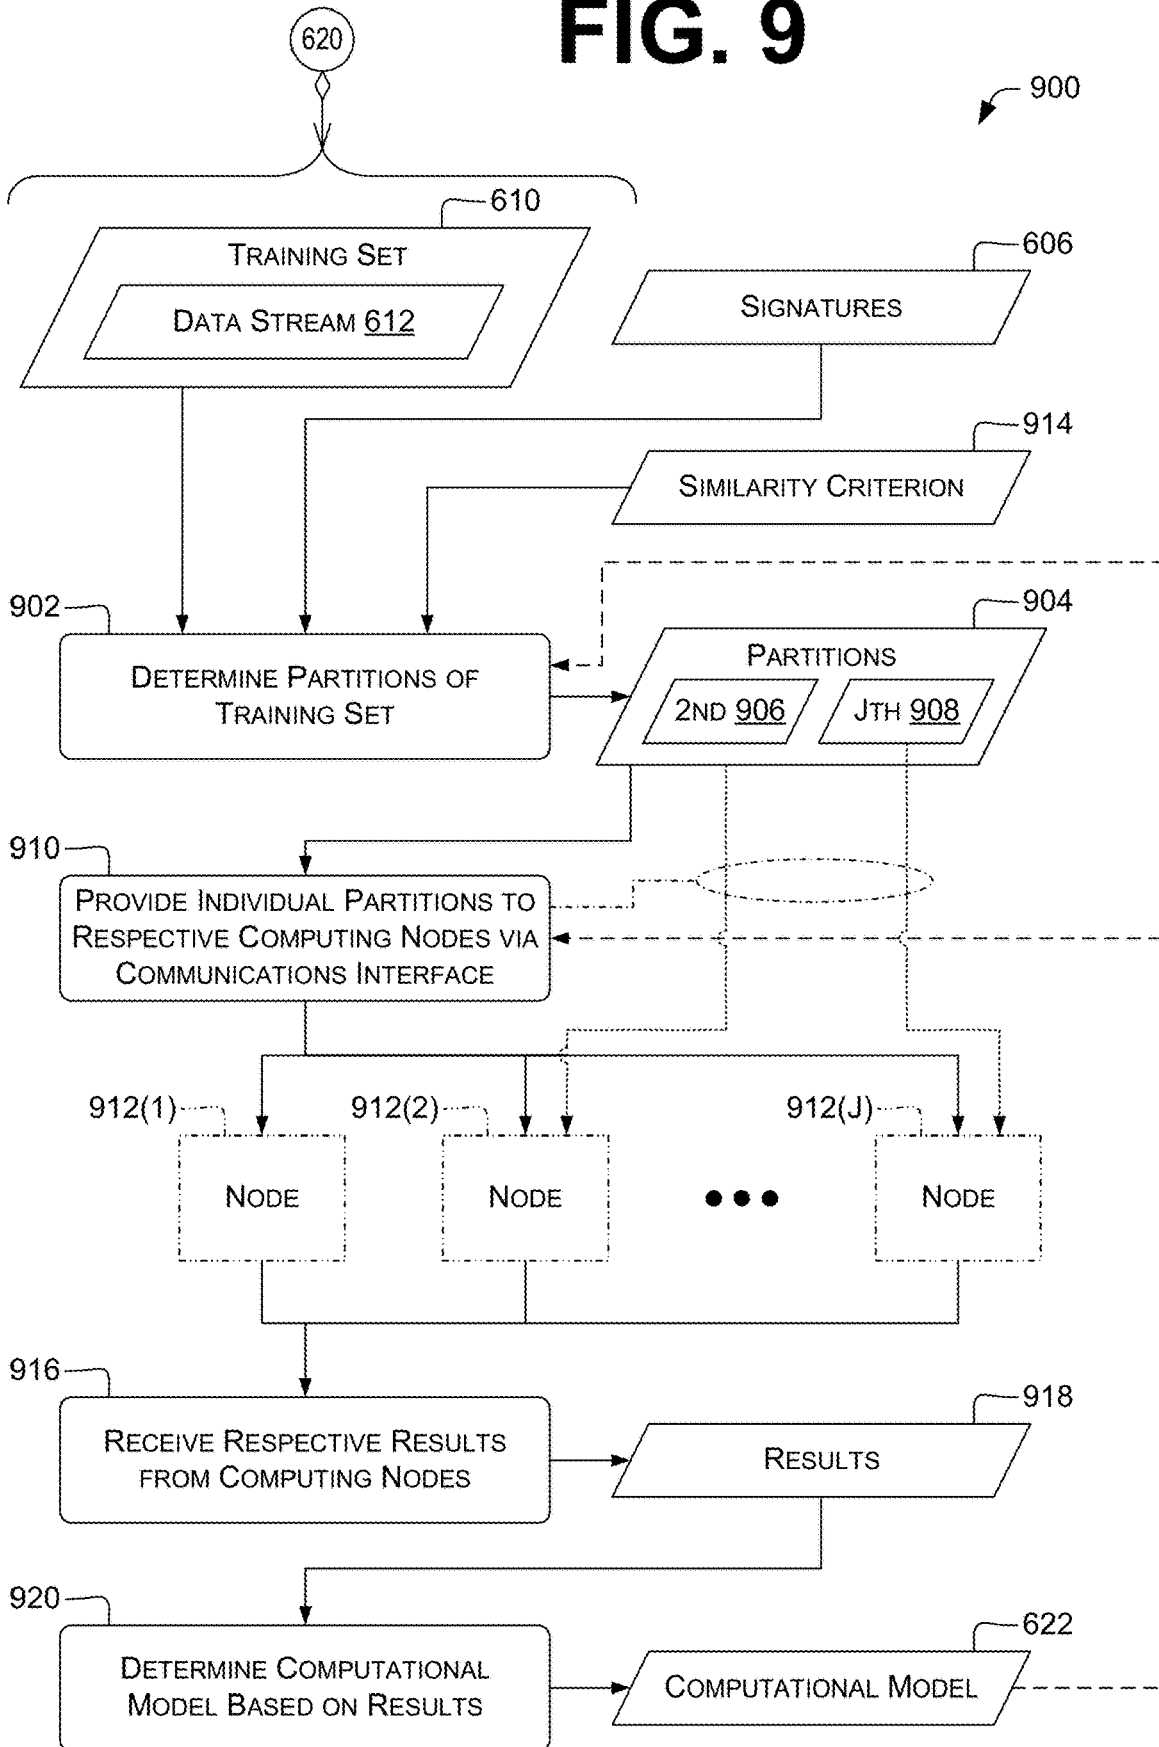 FIG. 9
620
900
610
TRAINING SET
DATA STREAM 612
606
SIGNATURES
914
SIMILARITY CRITERION
902
DETERMINE PARTITIONS OF
TRAINING SET
904
PARTITIONS
2ND 906
JTH 908
910
PROVIDE INDIVIDUAL PARTITIONS TO
RESPECTIVE COMPUTING NODES VIA
COMMUNICATIONS INTERFACE
912(1)
NODE
912(2)
NODE
912(J)
NODE
916
RECEIVE RESPECTIVE RESULTS
FROM COMPUTING NODES
918
RESULTS
920
DETERMINE COMPUTATIONAL
MODEL BASED ON RESULTS
622
COMPUTATIONAL MODEL